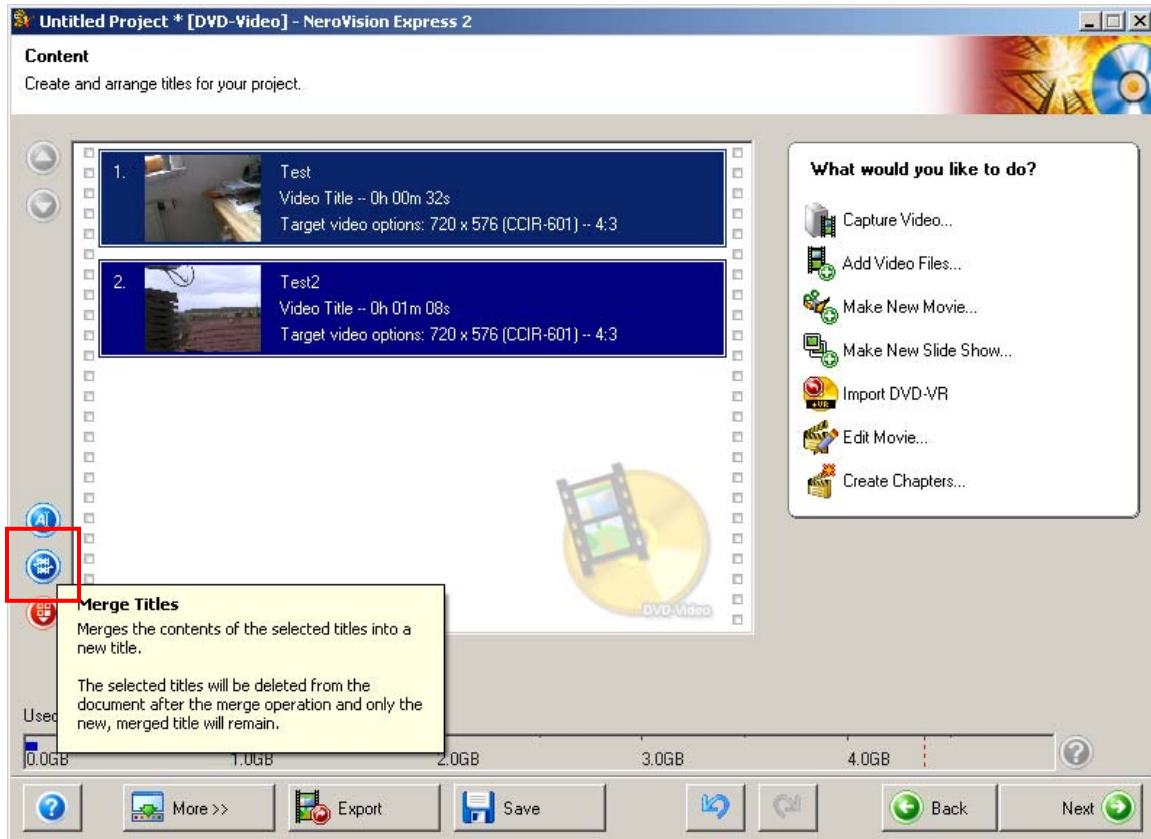 Untitled Project * [DVD-Video] - NeroVision Express 2
Content
Create and arrange titles for your project.
1.
Test
Video Title -- 0h 00m 32s
Target video options: 720 x 576 (CCIR-601) -- 4:3
2.
Test2
Video Title -- 0h 01m 08s
Target video options: 720 x 576 (CCIR-601) -- 4:3
DVD-Video
What would you like to do?
Capture Video...
Add Video Files...
Make New Movie...
Make New Slide Show...
+VR
Import DVD-VR
Edit Movie...
Create Chapters...
A
Merge Titles
Merges the contents of the selected titles into a
new title.
The selected titles will be deleted from the
document after the merge operation and only the
new, merged title will remain.
Used
0.0GB
1.0GB
2.0GB
3.0GB
4.0GB
?
?
More >>
Export
Save
Back
Next